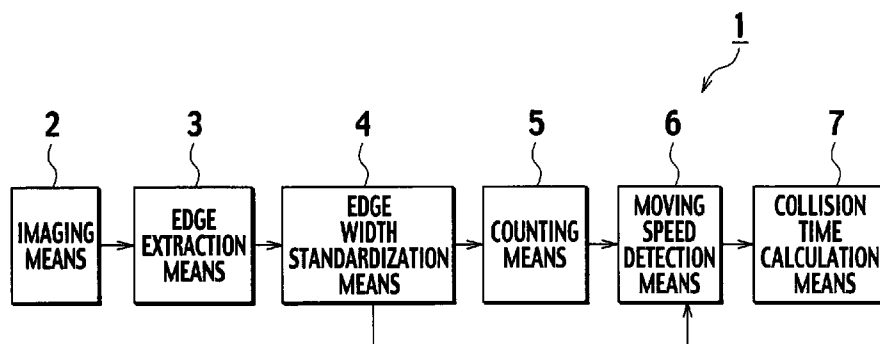 1
2
3
4
5
6
7
IMAGING
MEANS
EDGE
EXTRACTION
MEANS
EDGE
WIDTH
STANDARDIZATION
MEANS
COUNTING
MEANS
MOVING
SPEED
DETECTION
MEANS
COLLISION
TIME
CALCULATION
MEANS